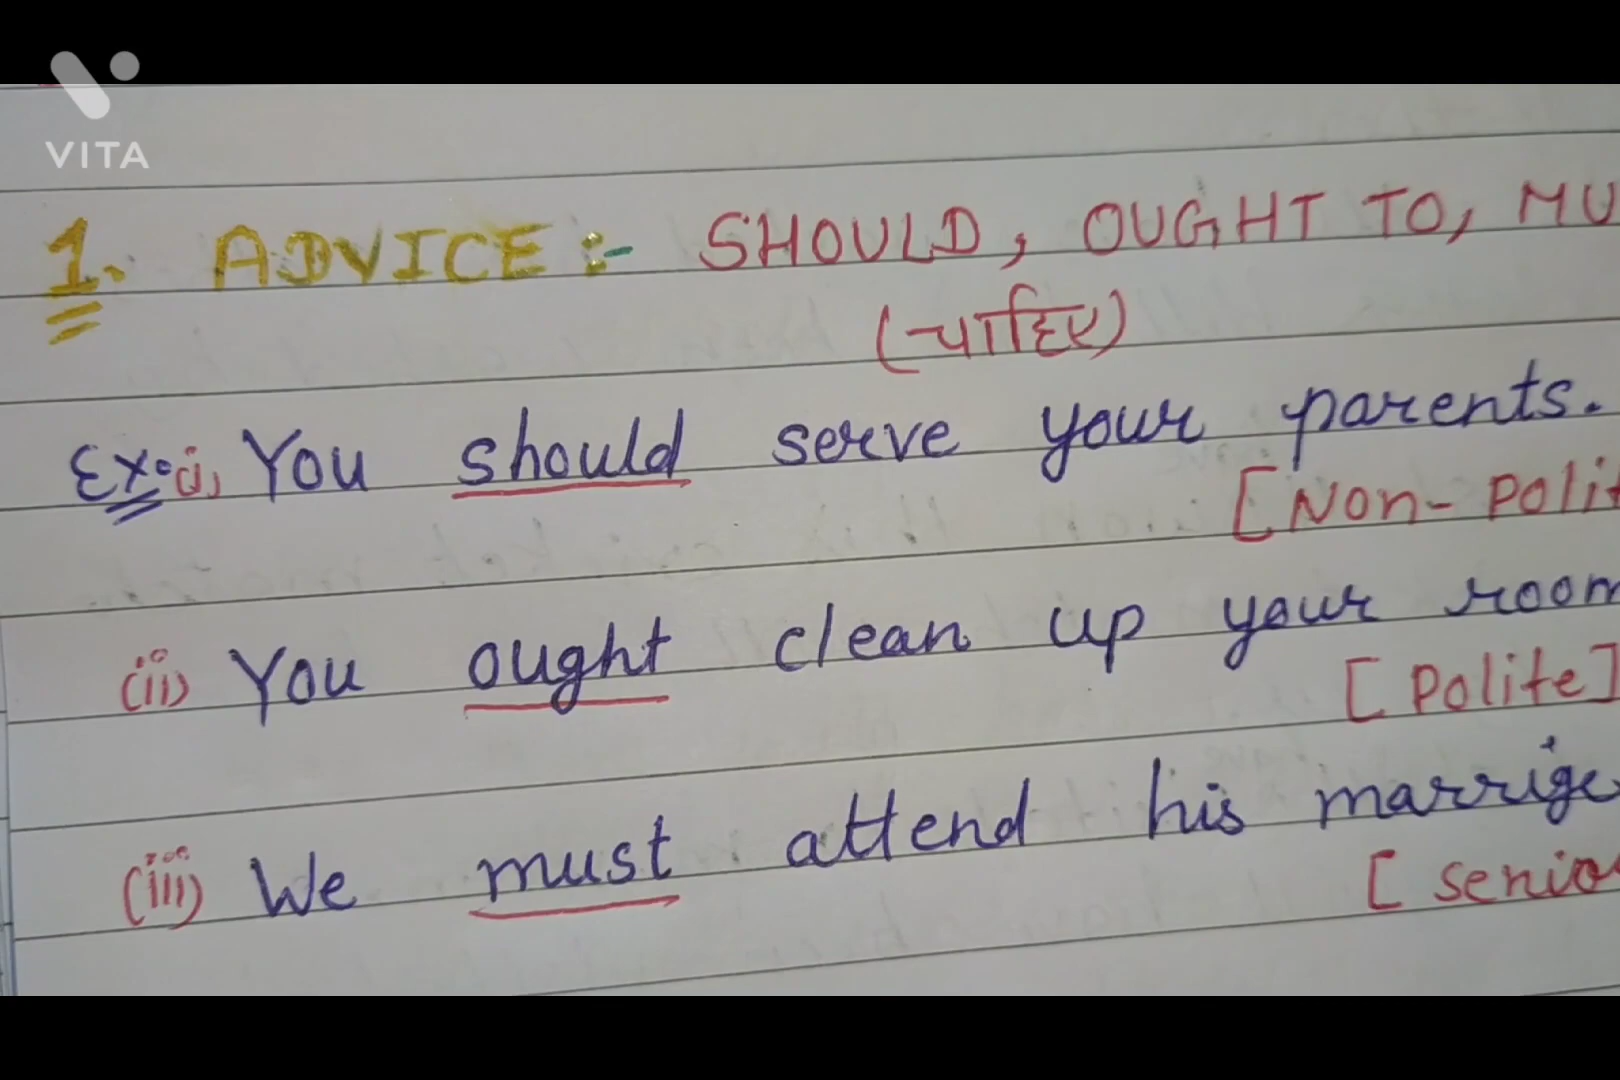 VITA
1. ADVICE :- SHOULD, OUGHT TO, MU
(चाहिए)
Ex:- i, You should serve your parents.
[Non-polit
(ii) You ought clean up your room
[Polite]
(iii) We must attend his marrige
[senio